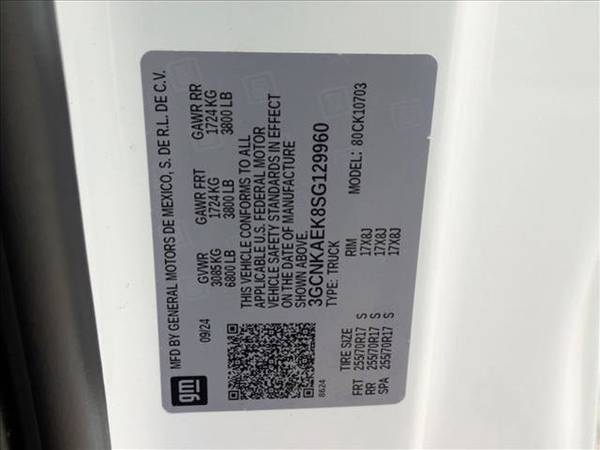 MFD BY GENERAL MOTORS DE MEXICO, S. DE R.L. DE C.V.
09/24 GVWR GAWR FRT GAWR RR
3085 KG 1724 KG 1724 KG
6800 LB 3800 LB 3800 LB
THIS VEHICLE CONFORMS TO ALL
APPLICABLE U.S. FEDERAL MOTOR
VEHICLE SAFETY STANDARDS IN EFFECT
ON THE DATE OF MANUFACTURE
SHOWN ABOVE.
3GCNKAEK8SG129960
TYPE: TRUCK MODEL: 80CK10703
gm
8624
TIRE SIZE RIM
FRT 255/70R17 S 17X8J
RR 255/70R17 S 17X8J
SPA 255/70R17 S 17X8J